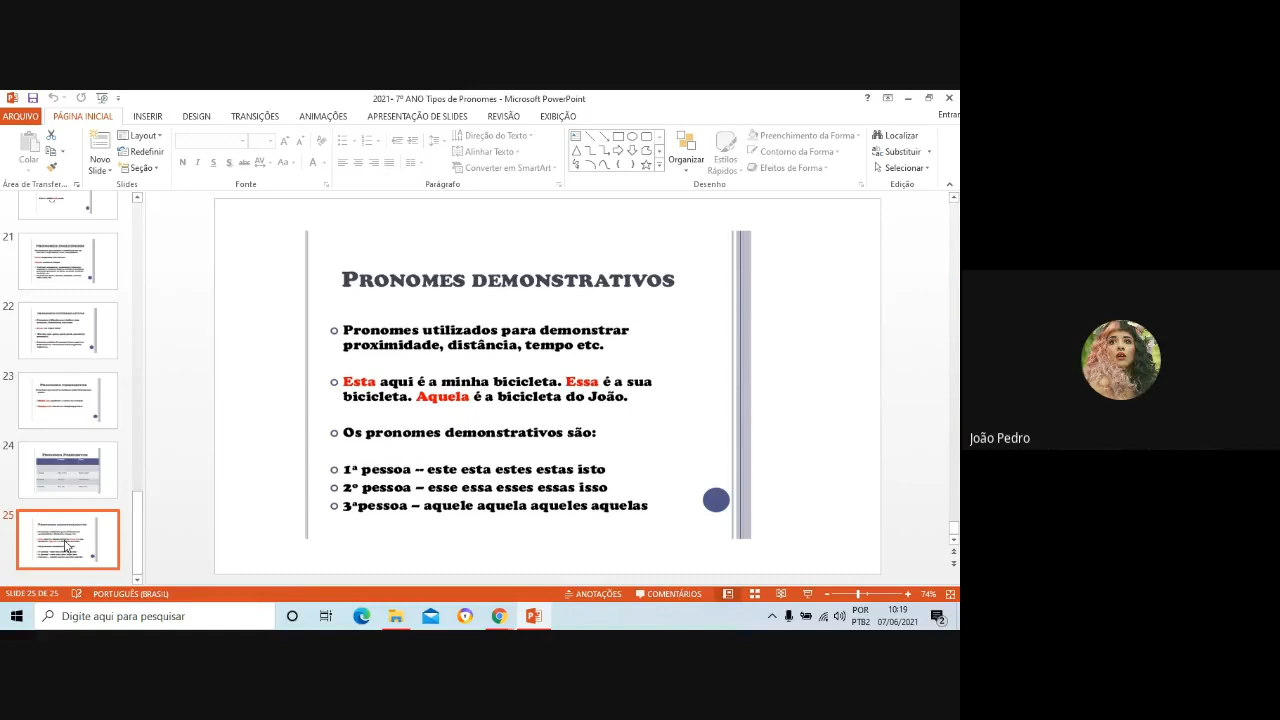 2021- 7º ANO Tipos de Pronomes - Microsoft PowerPoint
Entrar
ARQUIVO PÁGINA INICIAL INSERIR DESIGN TRANSIÇÕES ANIMAÇÕES APRESENTAÇÃO DE SLIDES REVISÃO EXIBIÇÃO
Colar
Novo
Slide
Layout
Redefinir
Seção
N I S S abc AV Aa A
Direção do Texto
Alinhar Texto
Converter em SmartArt
Organizar
Estilos
Rápidos
Preenchimento da Forma
Contorno da Forma
Efeitos de Forma
Localizar
Substituir
Selecionar
Área de Transfer... Slides Fonte Parágrafo Desenho Edição
21
22
23
24
25
PRONOMES DEMONSTRATIVOS
Pronomes utilizados para demonstrar
proximidade, distância, tempo etc.
Esta aqui é a minha bicicleta. Essa é a sua
bicicleta. Aquela é a bicicleta do João.
Os pronomes demonstrativos são:
1ª pessoa – este esta estes estas isto
2º pessoa – esse essa esses essas isso
3ªpessoa – aquele aquela aqueles aquelas
João Pedro
SLIDE 25 DE 25 PORTUGUÊS (BRASIL) ANOTAÇÕES COMENTÁRIOS 74%
Digite aqui para pesquisar
POR
PTB2
10:19
07/06/2021
2